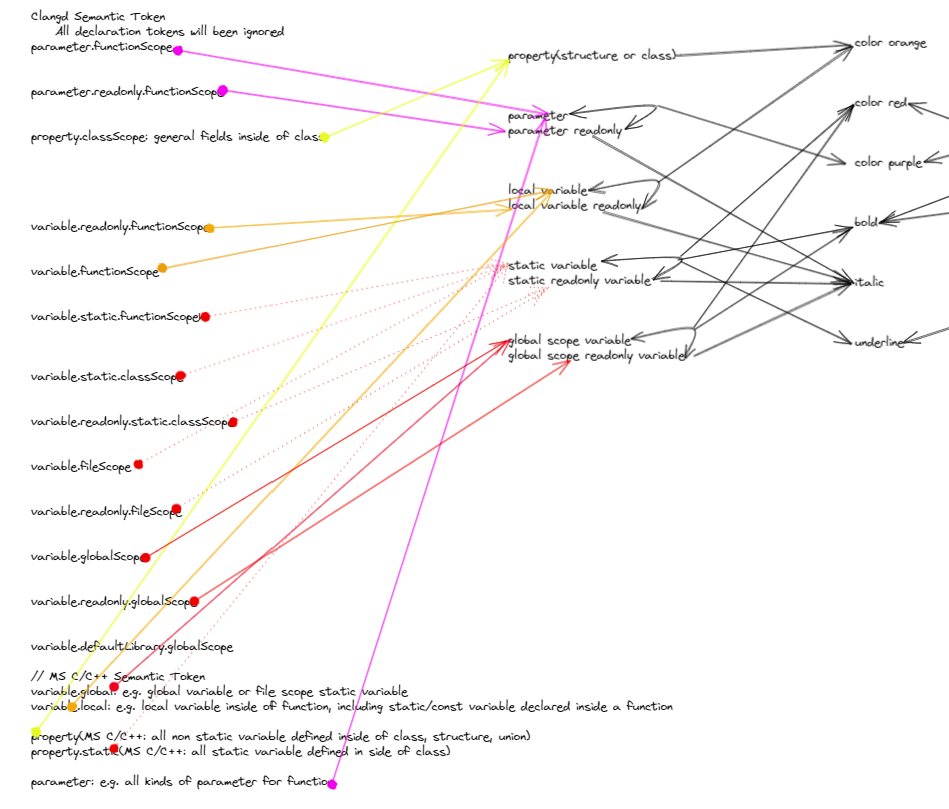 Clangd Semantic Token
All declaration tokens will been ignored
parameter.functionScope
parameter.readonly.functionScope
property.classScope: general fields inside of class
variable.readonly.functionScope
variable.functionScope
variable.static.functionScope
variable.static.classScope
variable.readonly.static.classScope
variable.fileScope
variable.readonly.fileScope
variable.globalScope
variable.readonly.globalScope
variable.defaultLibrary.globalScope
// MS C/C++ Semantic Token
variable.global: e.g. global variable or file scope static variable
variable.local: e.g. local variable inside of function, including static/const variable declared inside a function
property(MS C/C++: all non static variable defined inside of class, structure, union)
property.static(MS C/C++: all static variable defined in side of class)
parameter: e.g. all kinds of parameter for function
property(structure or class)
parameter
parameter readonly
local variable
local variable readonly
static variable
static readonly variable
global scope variable
global scope readonly variable
color orange
color red
color purple
bold
italic
underline